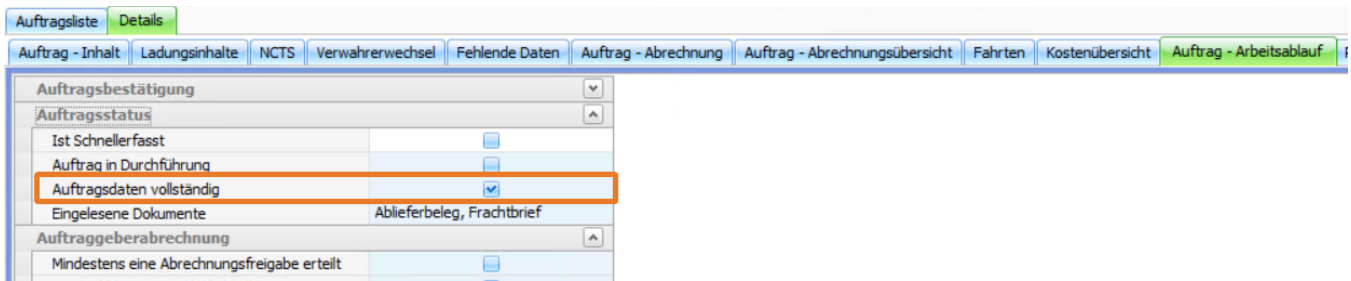 Auftragsliste Details
Auftrag - Inhalt Ladungsinhalte NCTS Verwahrerwechsel Fehlende Daten Auftrag - Abrechnung Auftrag - Abrechnungsübersicht Fahrten Kostenübersicht Auftrag - Arbeitsablauf
Auftragsbestätigung
Auftragsstatus
Ist Schnellerfasst
Auftrag in Durchführung
Auftragsdaten vollständig
Eingelesene Dokumente Ablieferbeleg, Frachtbrief
Auftraggeberabrechnung
Mindestens eine Abrechnungsfreigabe erteilt